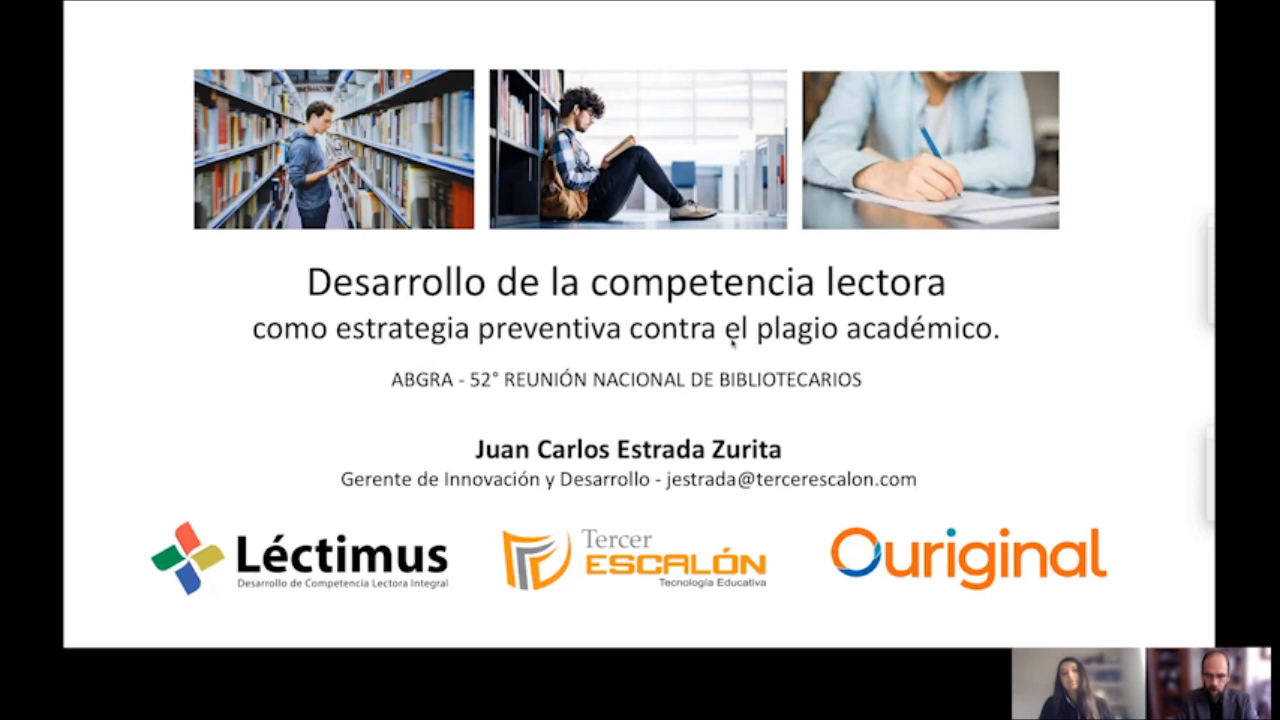 Desarrollo de la competencia lectora
como estrategia preventiva contra el plagio académico.
ABGRA - 52° REUNIÓN NACIONAL DE BIBLIOTECARIOS
Juan Carlos Estrada Zurita
Gerente de Innovación y Desarrollo - jestrada@tercerescalon.com
Léctimus
Desarrollo de Competencia Lectora Integral
Tercer
ESCALÓN
Tecnología Educativa
Ouriginal